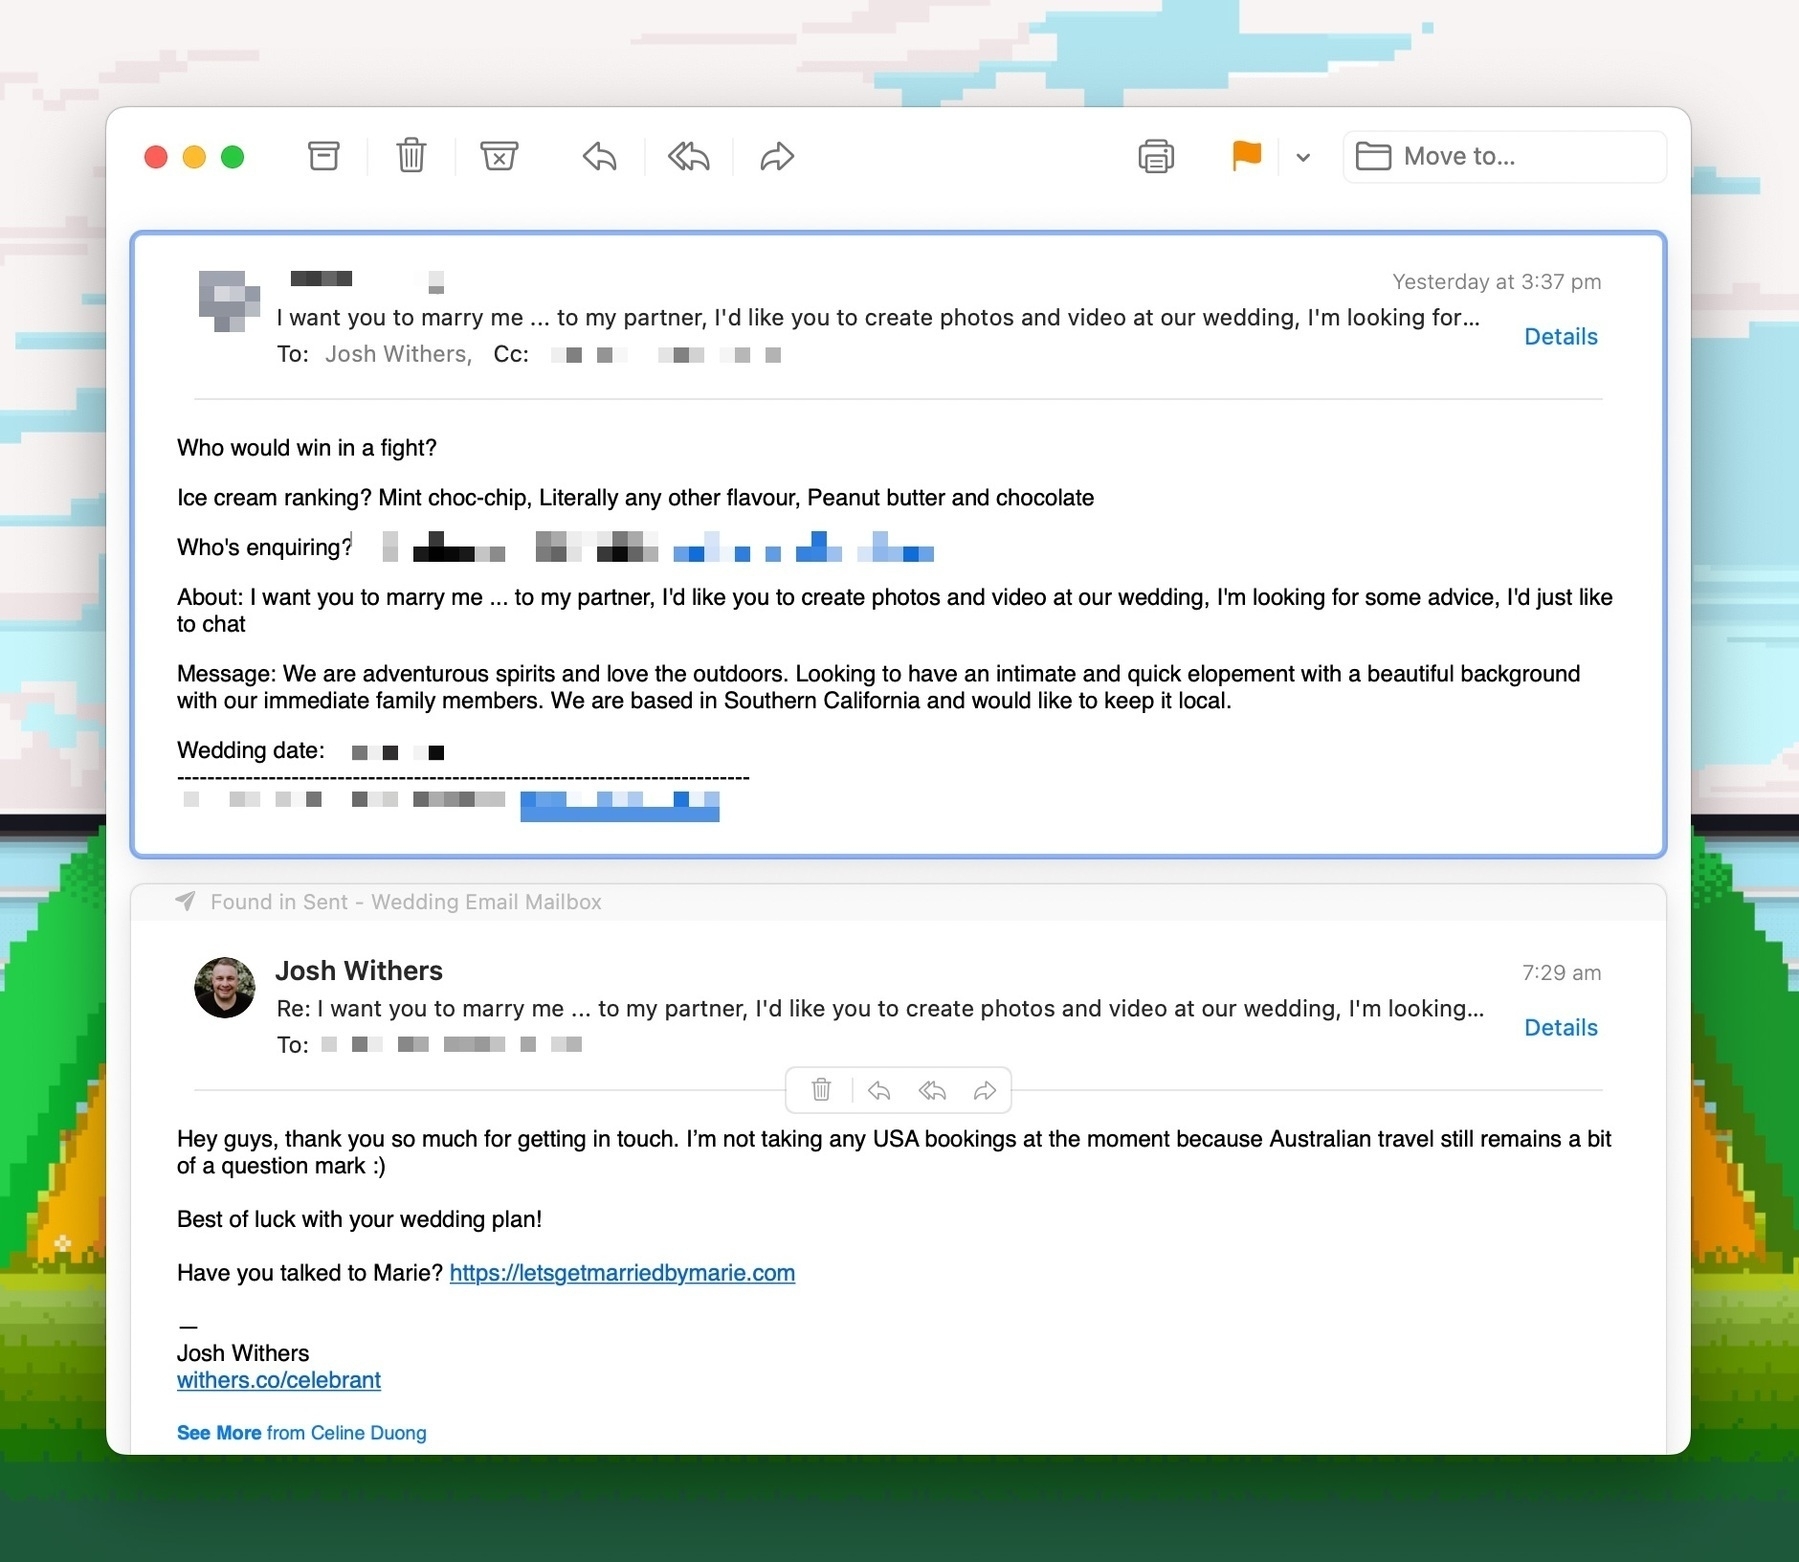 Move to...
Yesterday at 3:37 pm
I want you to marry me ... to my partner, I'd like you to create photos and video at our wedding, I'm looking for...
Details
To: Josh Withers, Cc:
Who would win in a fight?
Ice cream ranking? Mint choc-chip, Literally any other flavour, Peanut butter and chocolate
Who's enquiring?
About: I want you to marry me ... to my partner, I'd like you to create photos and video at our wedding, I'm looking for some advice, I'd just like
to chat
Message: We are adventurous spirits and love the outdoors. Looking to have an intimate and quick elopement with a beautiful background
with our immediate family members. We are based in Southern California and would like to keep it local.
Wedding date:
----------------------------------------------------------------------------
Found in Sent - Wedding Email Mailbox
Josh Withers
7:29 am
Re: I want you to marry me ... to my partner, I'd like you to create photos and video at our wedding, I'm looking...
Details
To:
Hey guys, thank you so much for getting in touch. I’m not taking any USA bookings at the moment because Australian travel still remains a bit
of a question mark :)
Best of luck with your wedding plan!
Have you talked to Marie? https://letsgetmarriedbymarie.com
—
Josh Withers
withers.co/celebrant
See More from Celine Duong